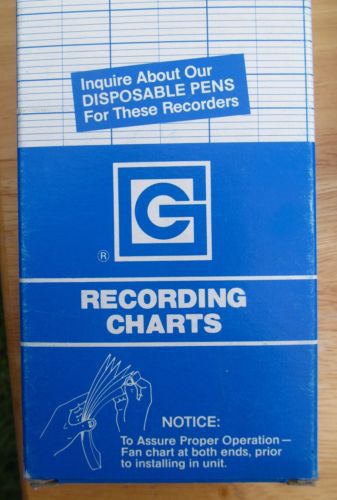 Inquire About Our
DISPOSABLE PENS
For These Recorders
GC
®
RECORDING
CHARTS
NOTICE:
To Assure Proper Operation—
Fan chart at both ends, prior
to installing in unit.